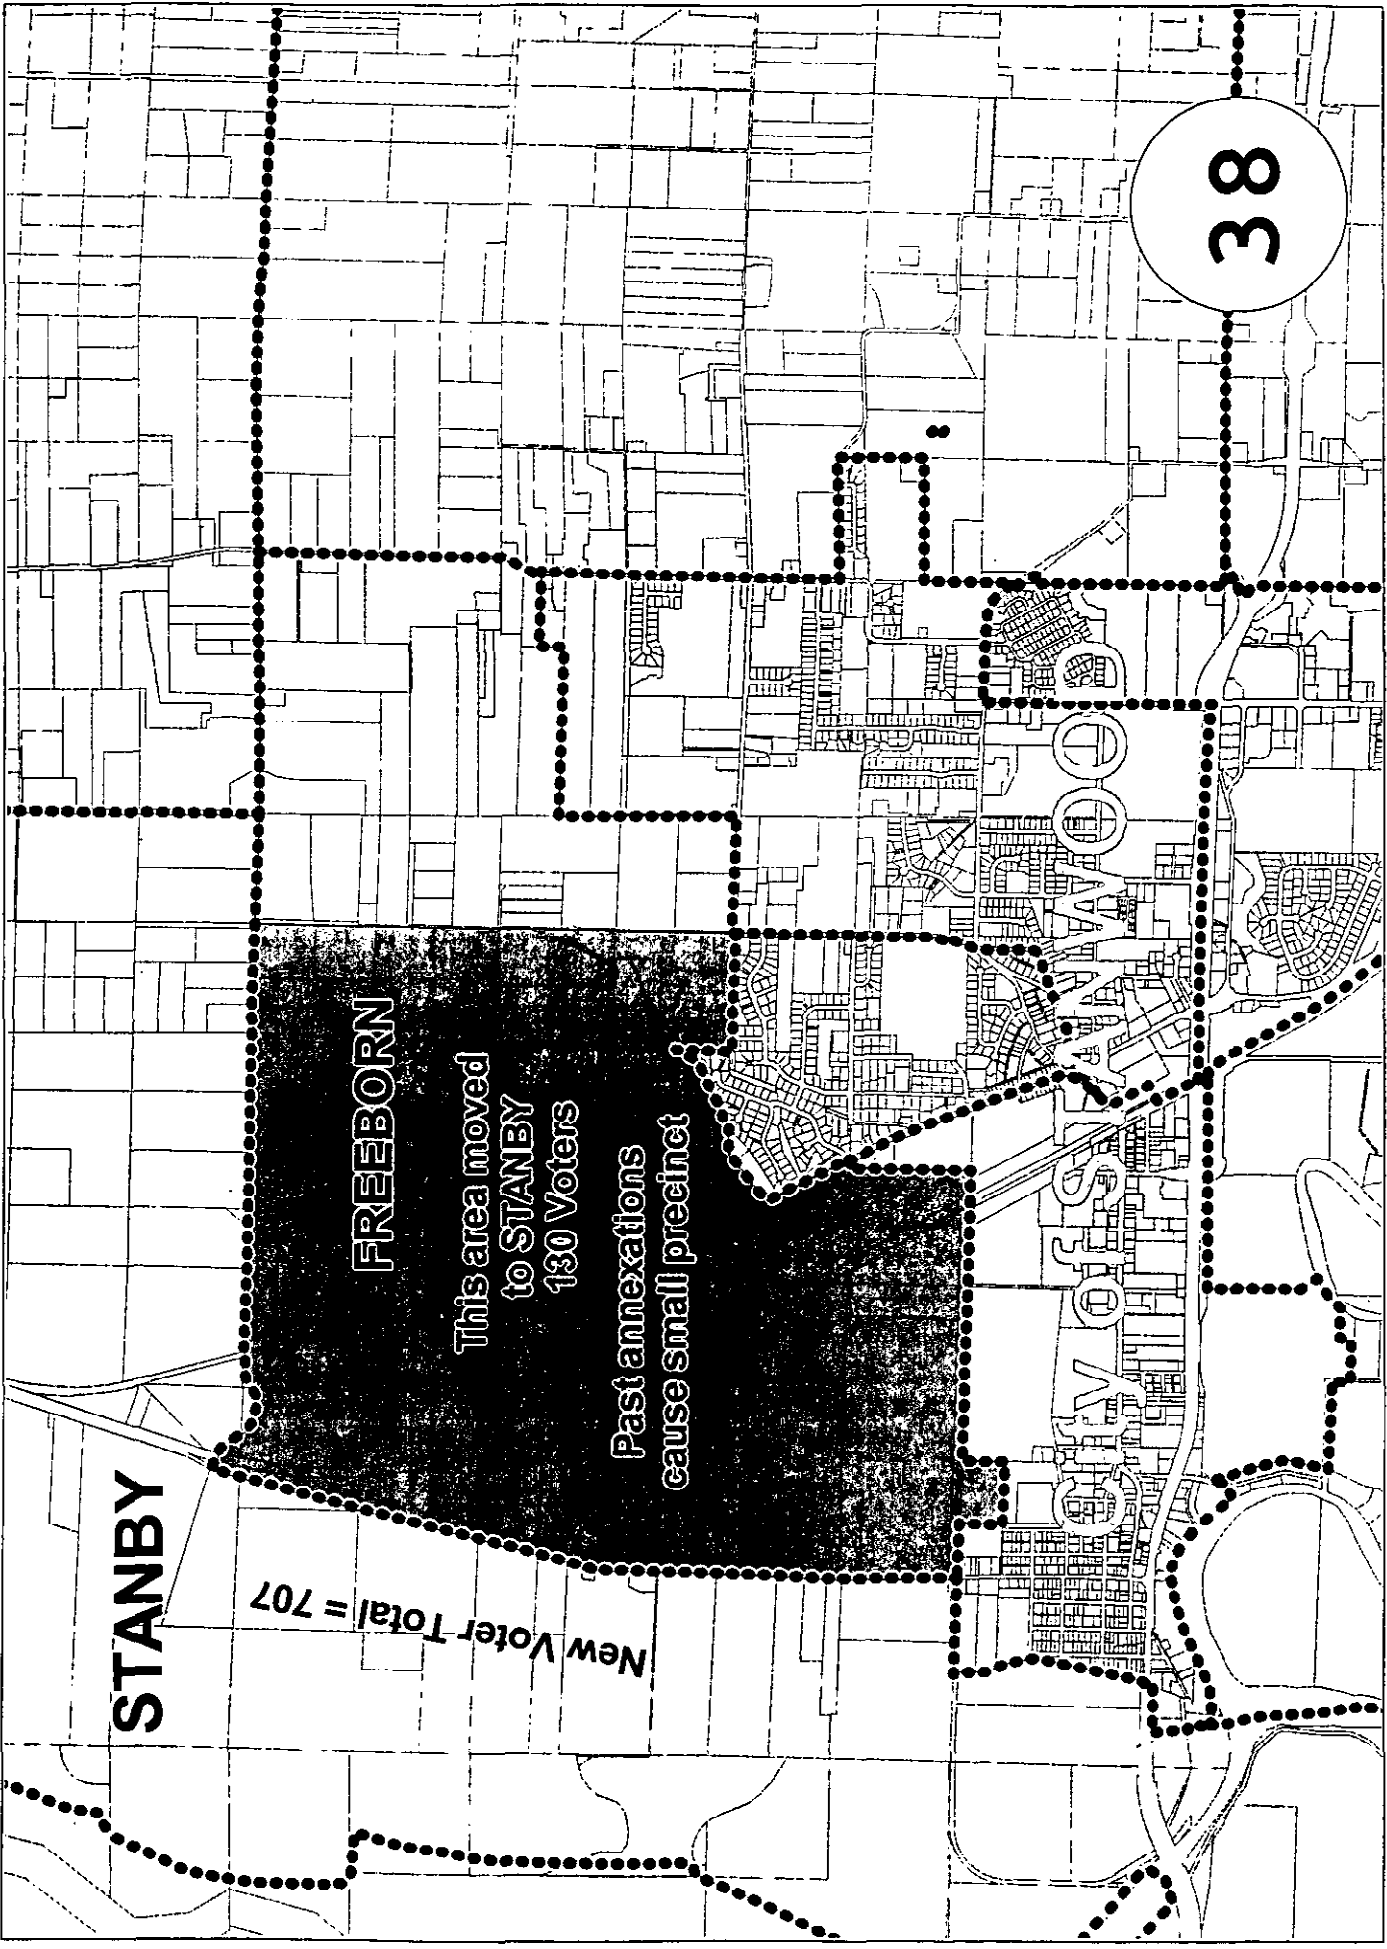 STANBY
New Voter Total = 707
FREEBORN
This area moved
to STANBY
130 Voters
Past annexations
cause small precinct
City of STANWOOD
38